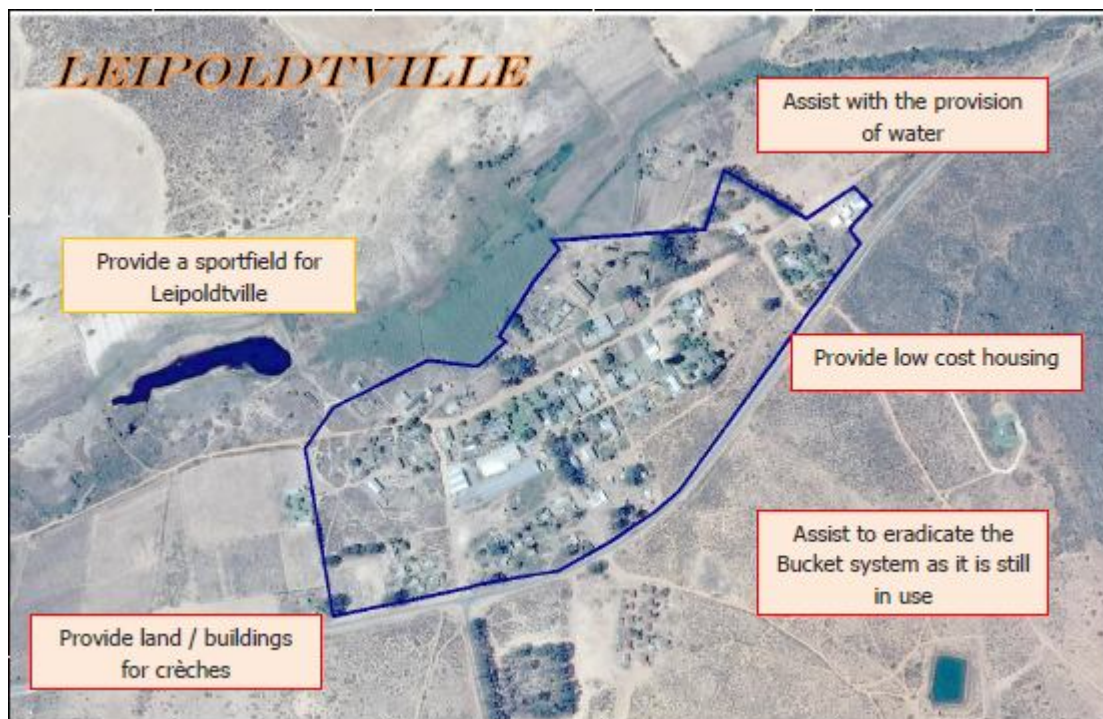 LEIPOLDTVILLE
Assist with the provision
of water
Provide a sportfield for
Leipoldtville
Provide low cost housing
Assist to eradicate the
Bucket system as it is still
in use
Provide land / buildings
for crèches